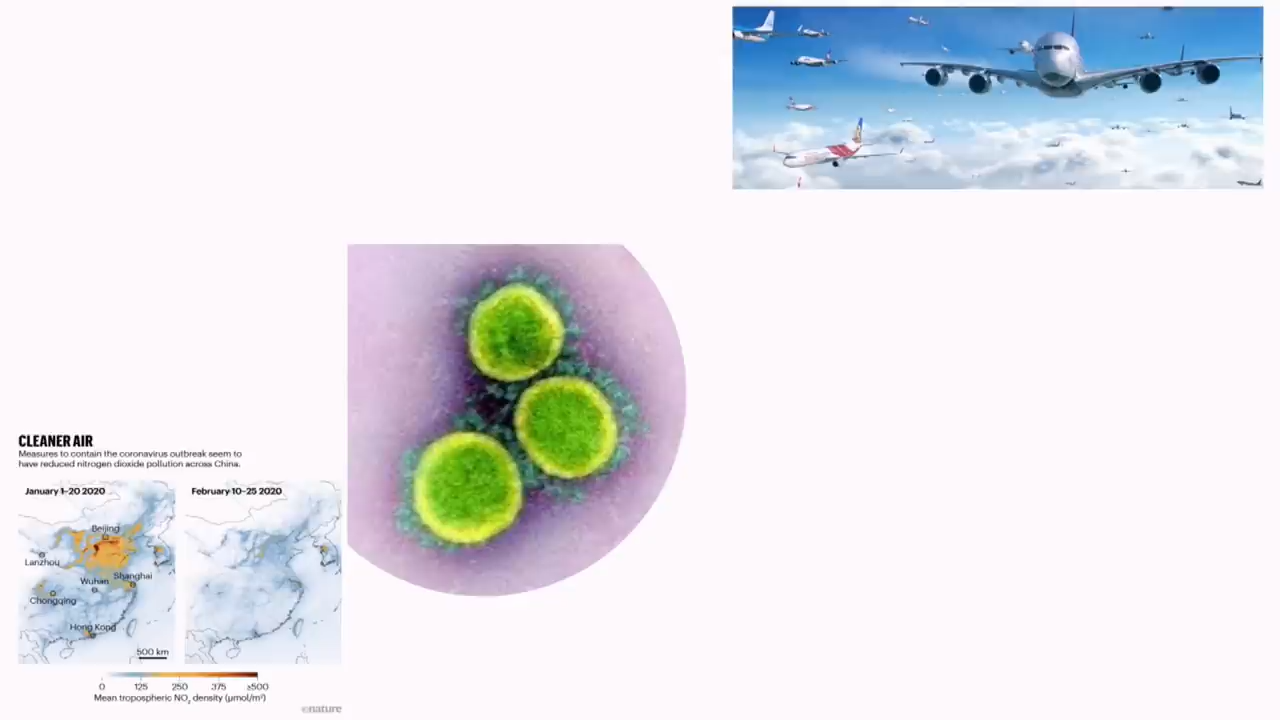 CLEANER AIR
Measures to contain the coronavirus outbreak seem to
have reduced nitrogen dioxide pollution across China.
January 1–20 2020
February 10–25 2020
Beijing
Lanzhou
Shanghai
Wuhan
Chongqing
Hong Kong
500 km
0 125 250 375 ≥500
Mean tropospheric NO₂ density (µmol/m²)
©nature